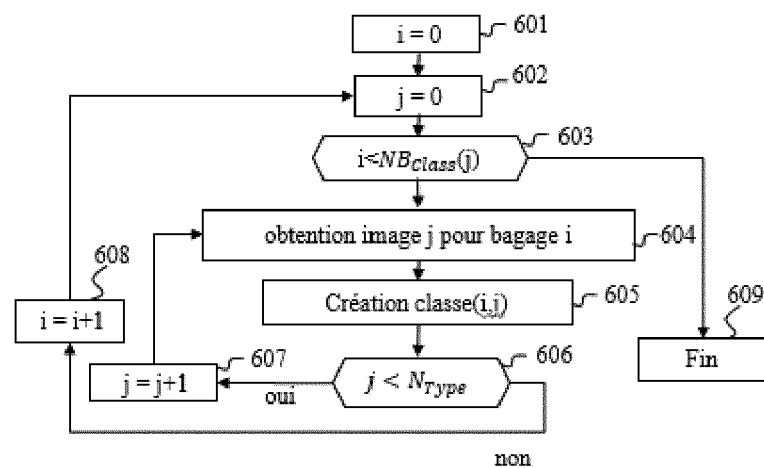 i = 0
601
j = 0
602
i<NB_Class(j)
603
obtention image j pour bagage i
604
Création classe(i,j)
605
j < N_Type
606
oui
non
j = j+1
607
i = i+1
608
Fin
609